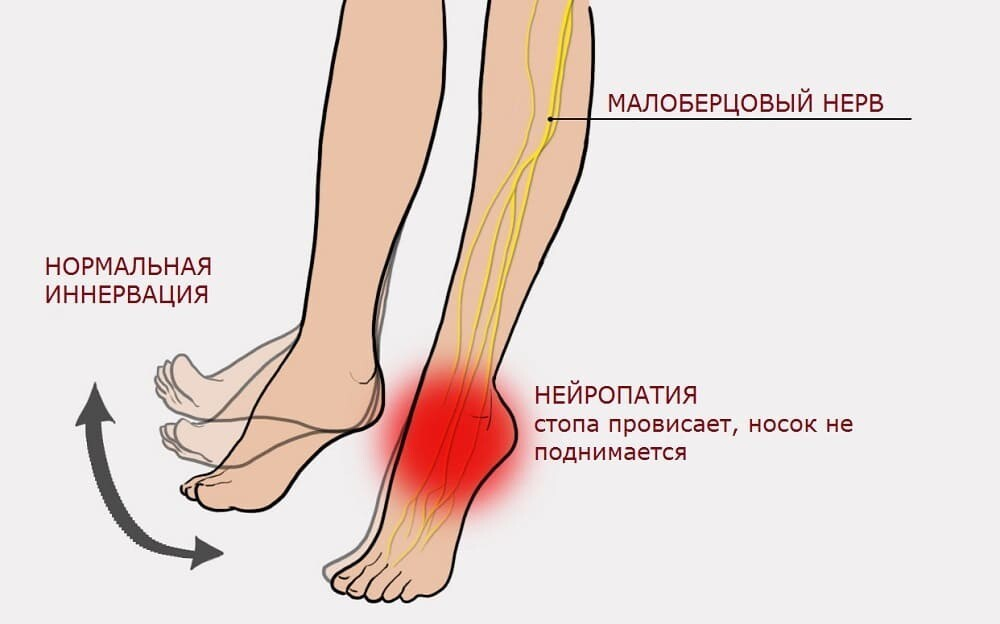 МАЛОБЕРЦОВЫЙ НЕРВ
НОРМАЛЬНАЯ
ИННЕРВАЦИЯ
НЕЙРОПАТИЯ
стопа провисает, носок не
поднимается